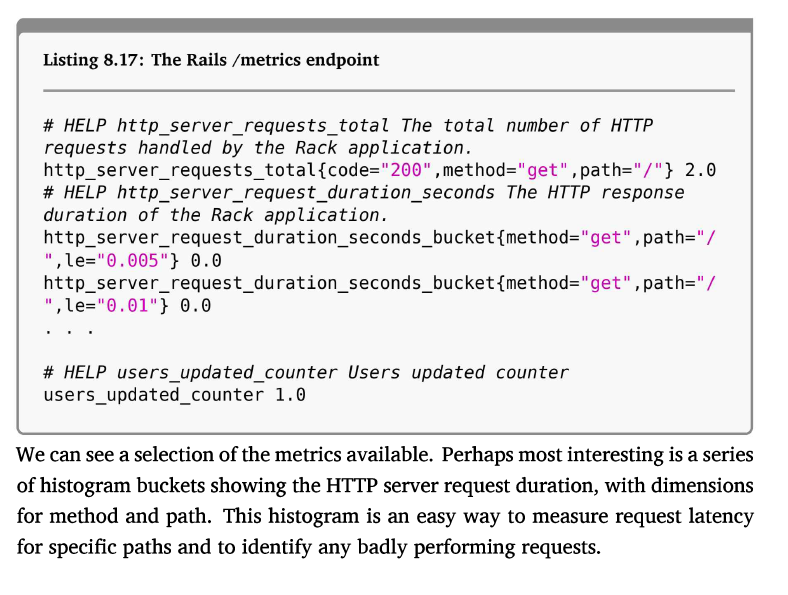 Listing 8.17: The Rails /metrics endpoint
# HELP http_server_requests_total The total number of HTTP
requests handled by the Rack application.
http_server_requests_total{code="200",method="get",path="/"} 2.0
# HELP http_server_request_duration_seconds The HTTP response
duration of the Rack application.
http_server_request_duration_seconds_bucket{method="get",path="/
",le="0.005"} 0.0
http_server_request_duration_seconds_bucket{method="get",path="/
",le="0.01"} 0.0
. . .
# HELP users_updated_counter Users updated counter
users_updated_counter 1.0
We can see a selection of the metrics available. Perhaps most interesting is a series
of histogram buckets showing the HTTP server request duration, with dimensions
for method and path. This histogram is an easy way to measure request latency
for specific paths and to identify any badly performing requests.